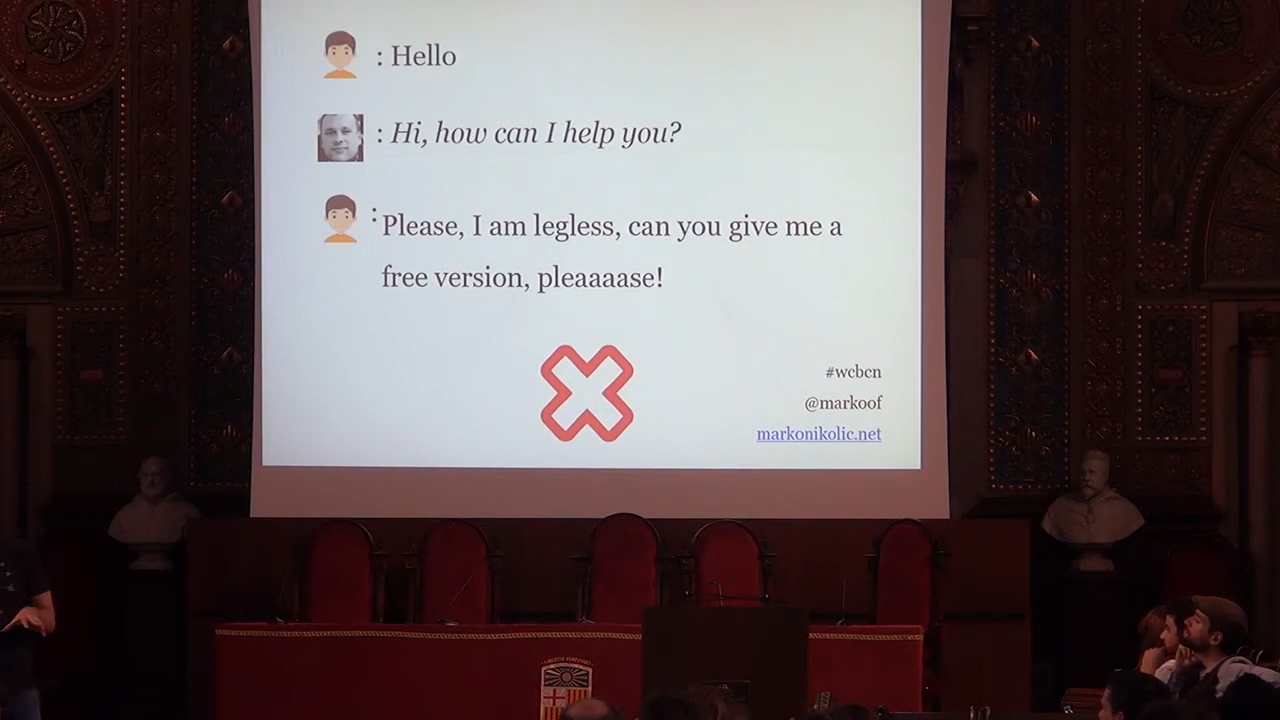 : Hello
: Hi, how can I help you?
: Please, I am legless, can you give me a
free version, pleaaaase!
#wcbcn
@markoof
markonikolic.net